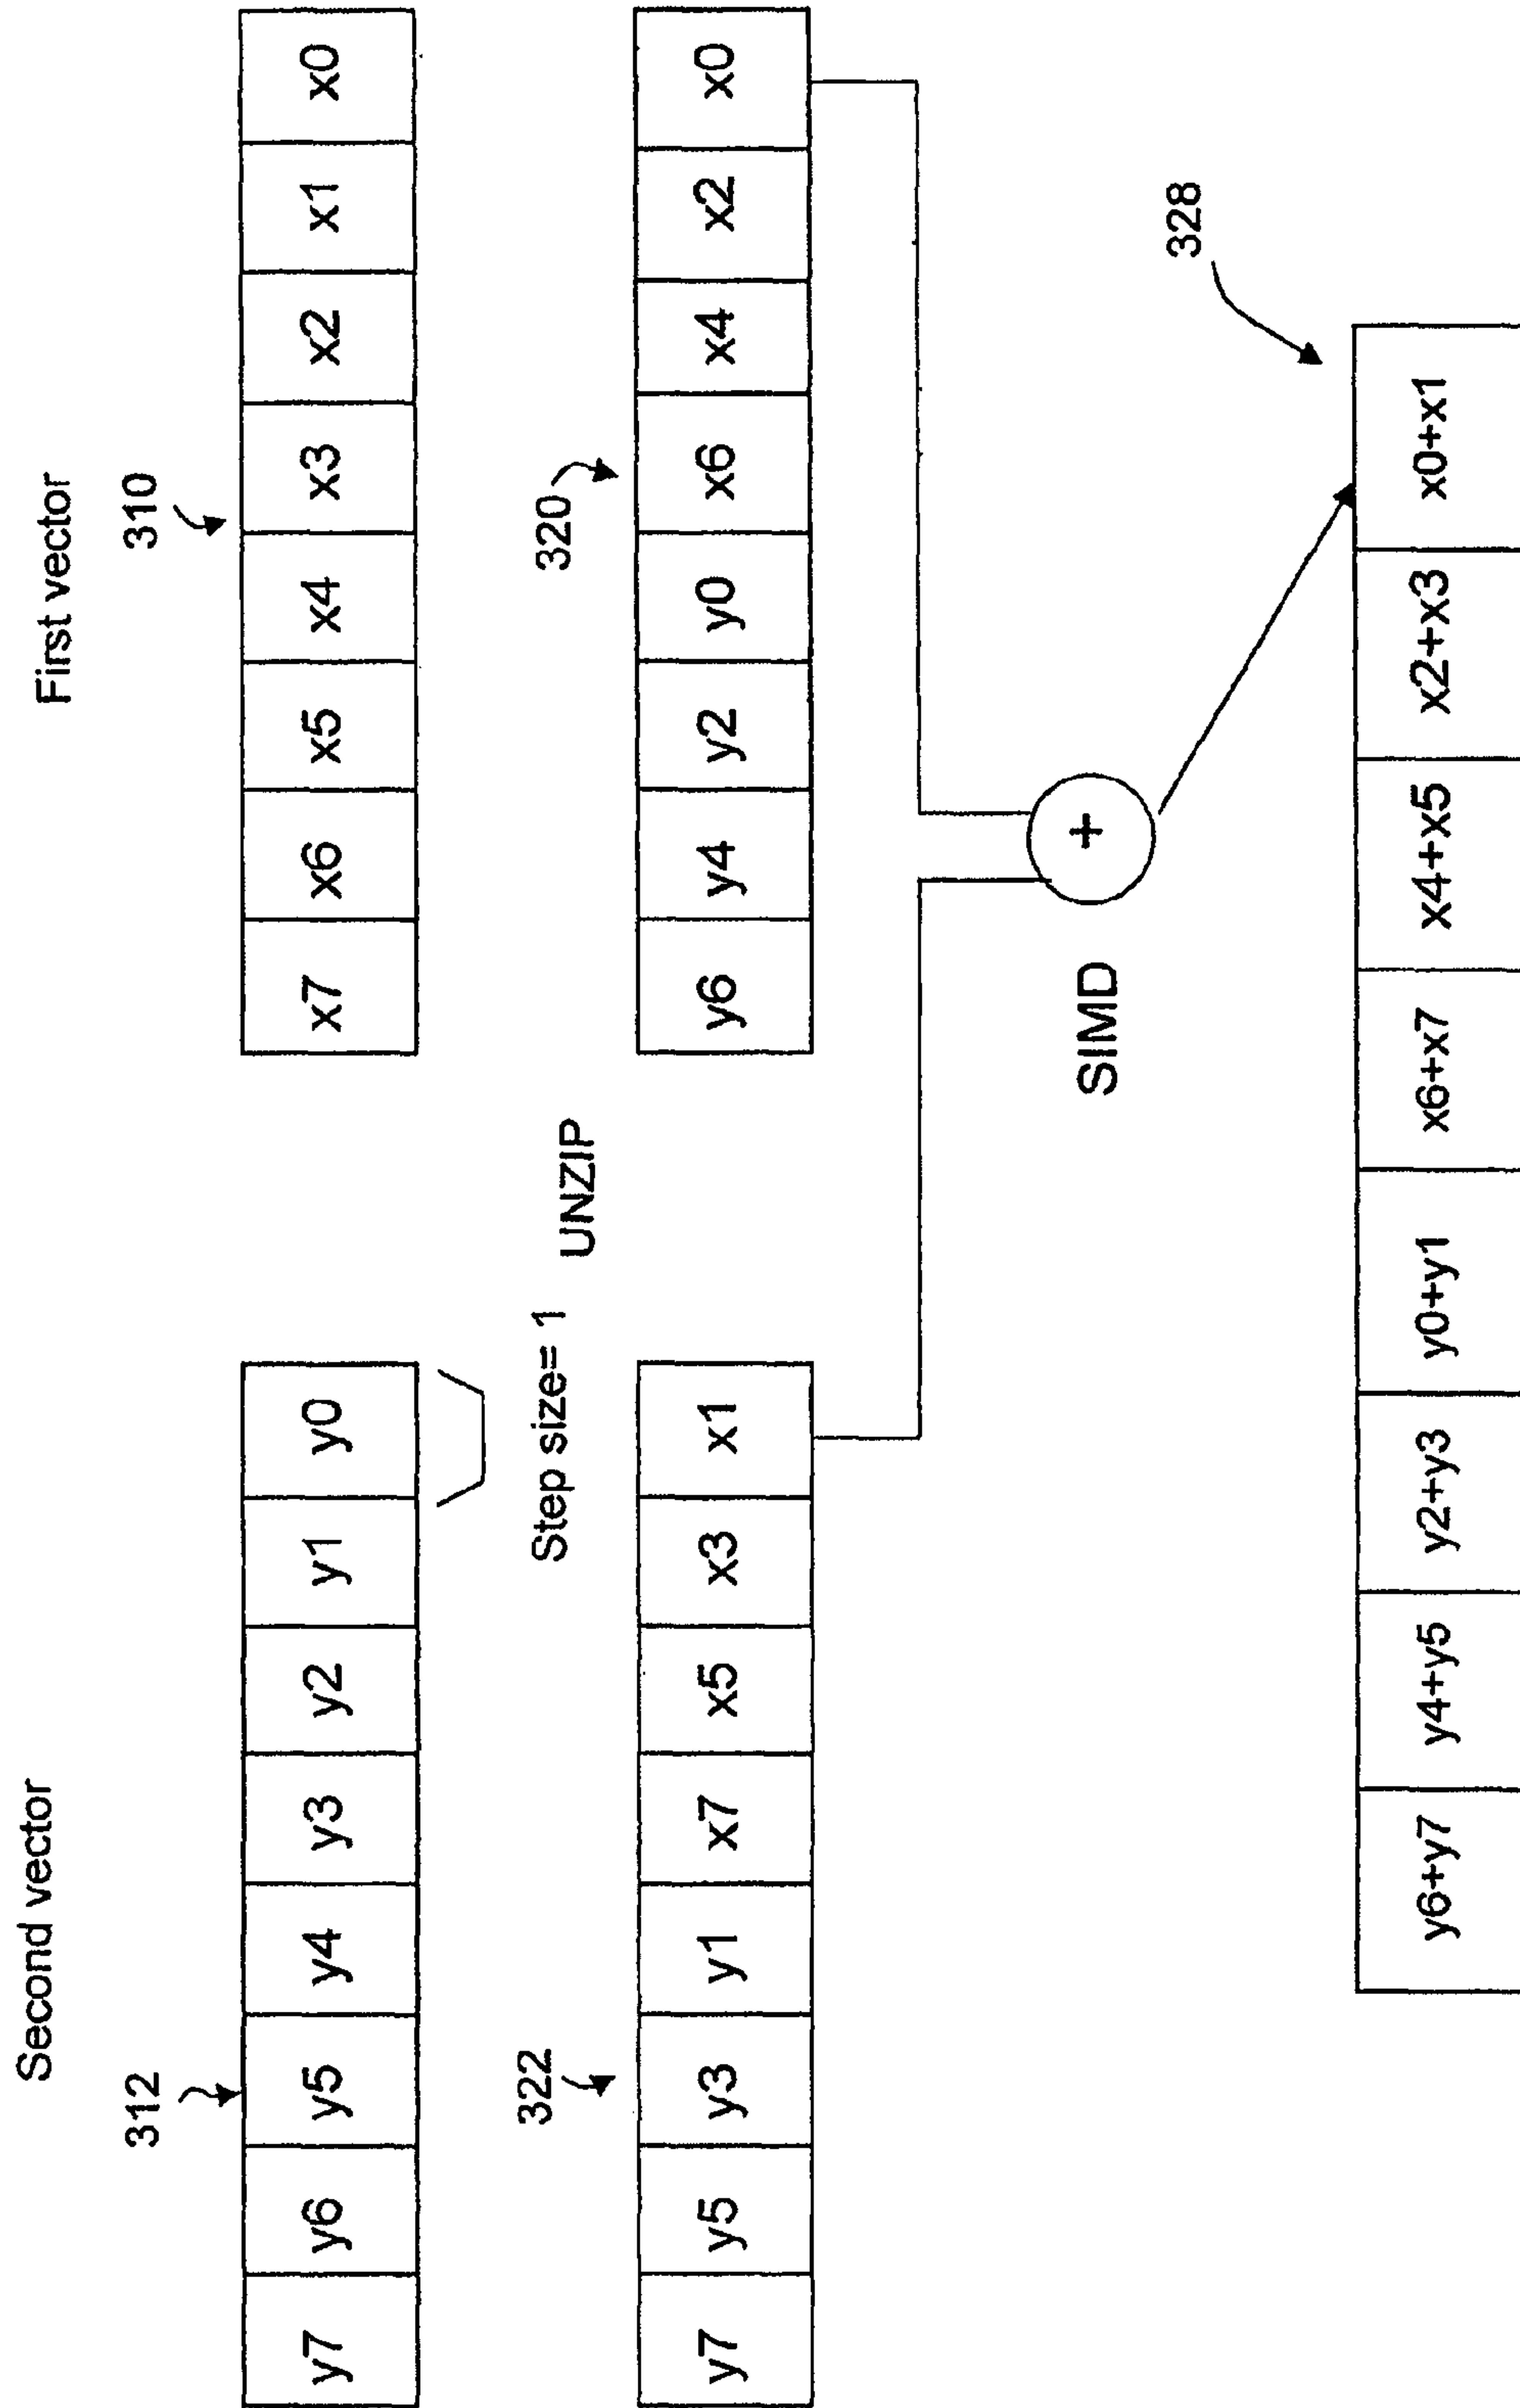 Second vector
First vector
312
310
y7 y6 y5 y4 y3 y2 y1 y0
x7 x6 x5 x4 x3 x2 x1 x0
Step size= 1
UNZIP
322
320
y7 y5 y3 y1 x7 x5 x3 x1
y6 y4 y2 y0 x6 x4 x2 x0
SIMD +
328
y6+y7 y4+y5 y2+y3 y0+y1 x6+x7 x4+x5 x2+x3 x0+x1